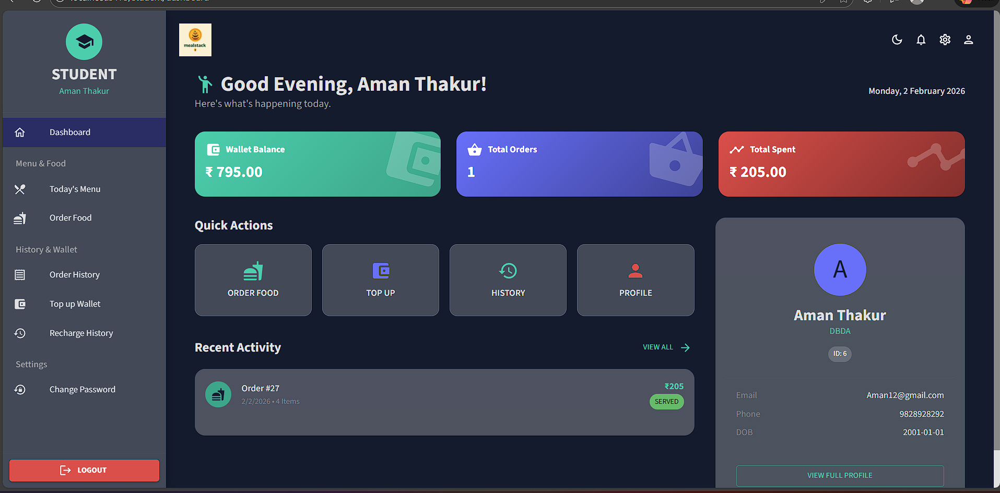 STUDENT
Aman Thakur
Dashboard
Menu & Food
Today's Menu
Order Food
History & Wallet
Order History
Top up Wallet
Recharge History
Settings
Change Password
LOGOUT
mealstack
Good Evening, Aman Thakur!
Here's what's happening today.
Monday, 2 February 2026
Wallet Balance
₹ 795.00
Total Orders
1
Total Spent
₹ 205.00
Quick Actions
ORDER FOOD
TOP UP
HISTORY
PROFILE
Recent Activity
VIEW ALL
Order #27
2/2/2026 • 4 Items
₹205
SERVED
A
Aman Thakur
DBDA
ID: 6
Email Aman12@gmail.com
Phone 9828928292
DOB 2001-01-01
VIEW FULL PROFILE